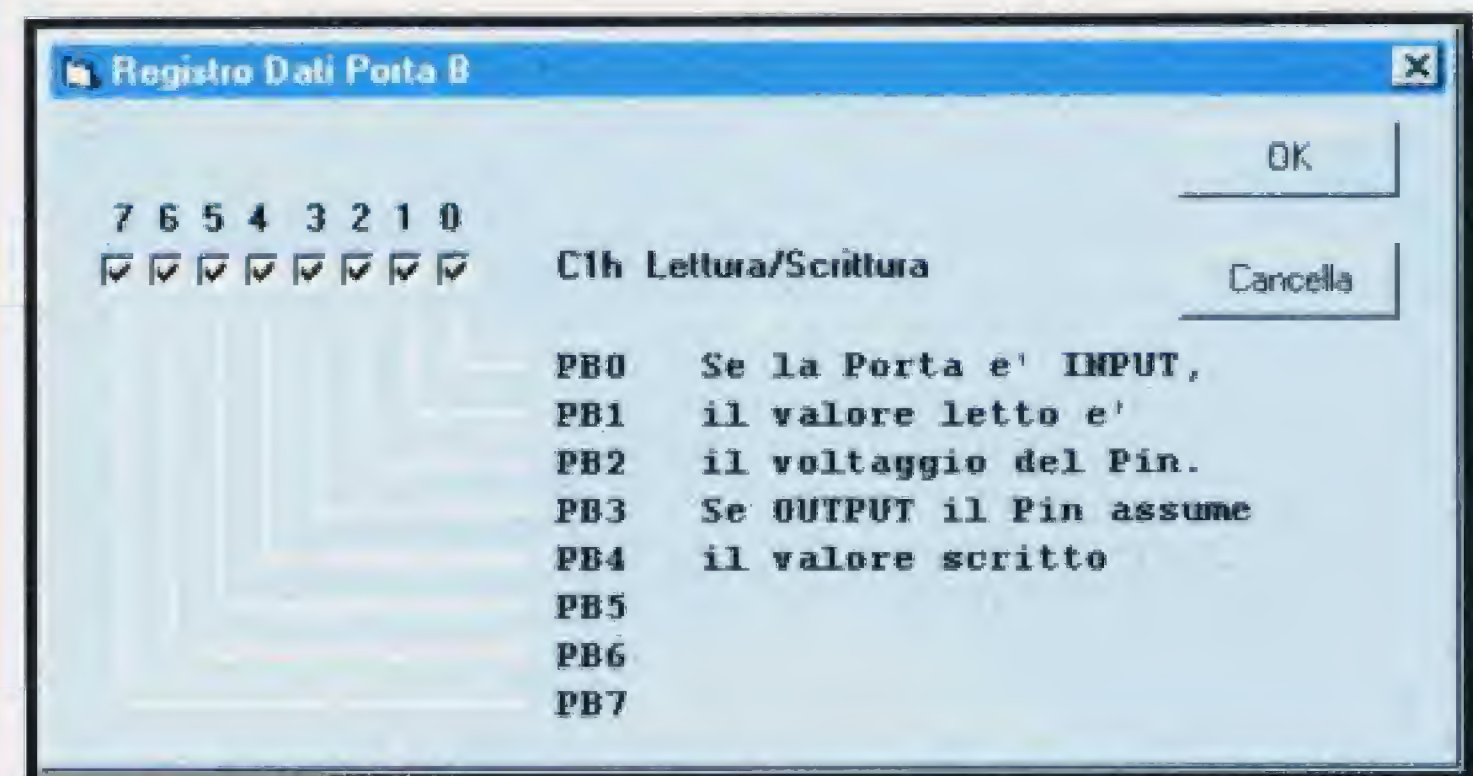 Registro Dati Porta B
OK
7 6 5 4 3 2 1 0
C1h Lettura/Scrittura
Cancella
PB0 Se la Porta e' INPUT,
PB1 il valore letto e'
PB2 il voltaggio del Pin.
PB3 Se OUTPUT il Pin assume
PB4 il valore scritto
PB5
PB6
PB7